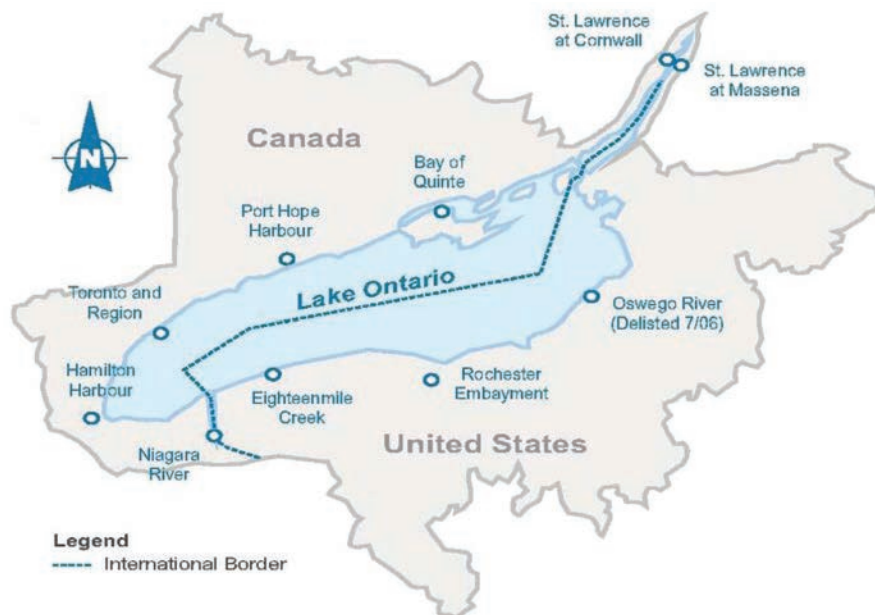 St. Lawrence
at Cornwall
St. Lawrence
at Massena
Canada
N
Bay of
Quinte
Port Hope
Harbour
Lake Ontario
Toronto and
Region
Oswego River
(Delisted 7/06)
Hamilton
Harbour
Eighteenmile
Creek
Rochester
Embayment
United States
Niagara
River
Legend
International Border